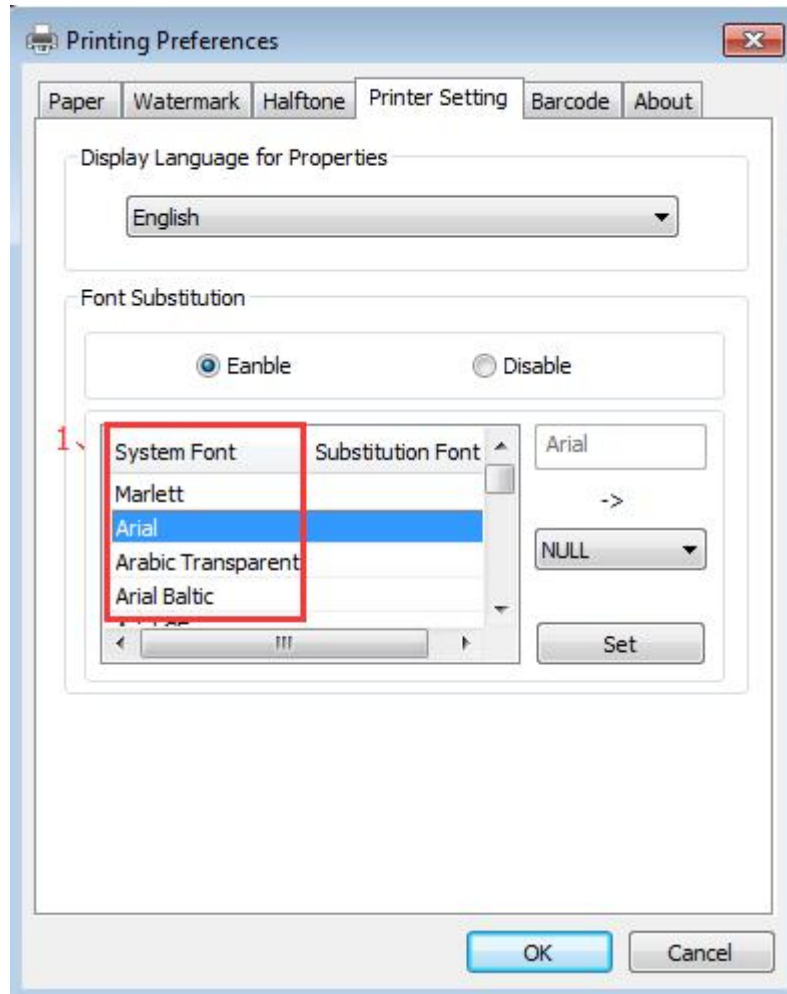 Printing Preferences
Paper Watermark Halftone Printer Setting Barcode About
Display Language for Properties
English
Font Substitution
Eanble Disable
1、
System Font Substitution Font
Marlett
Arial
Arabic Transparent
Arial Baltic
Arial
->
NULL
Set
OK Cancel